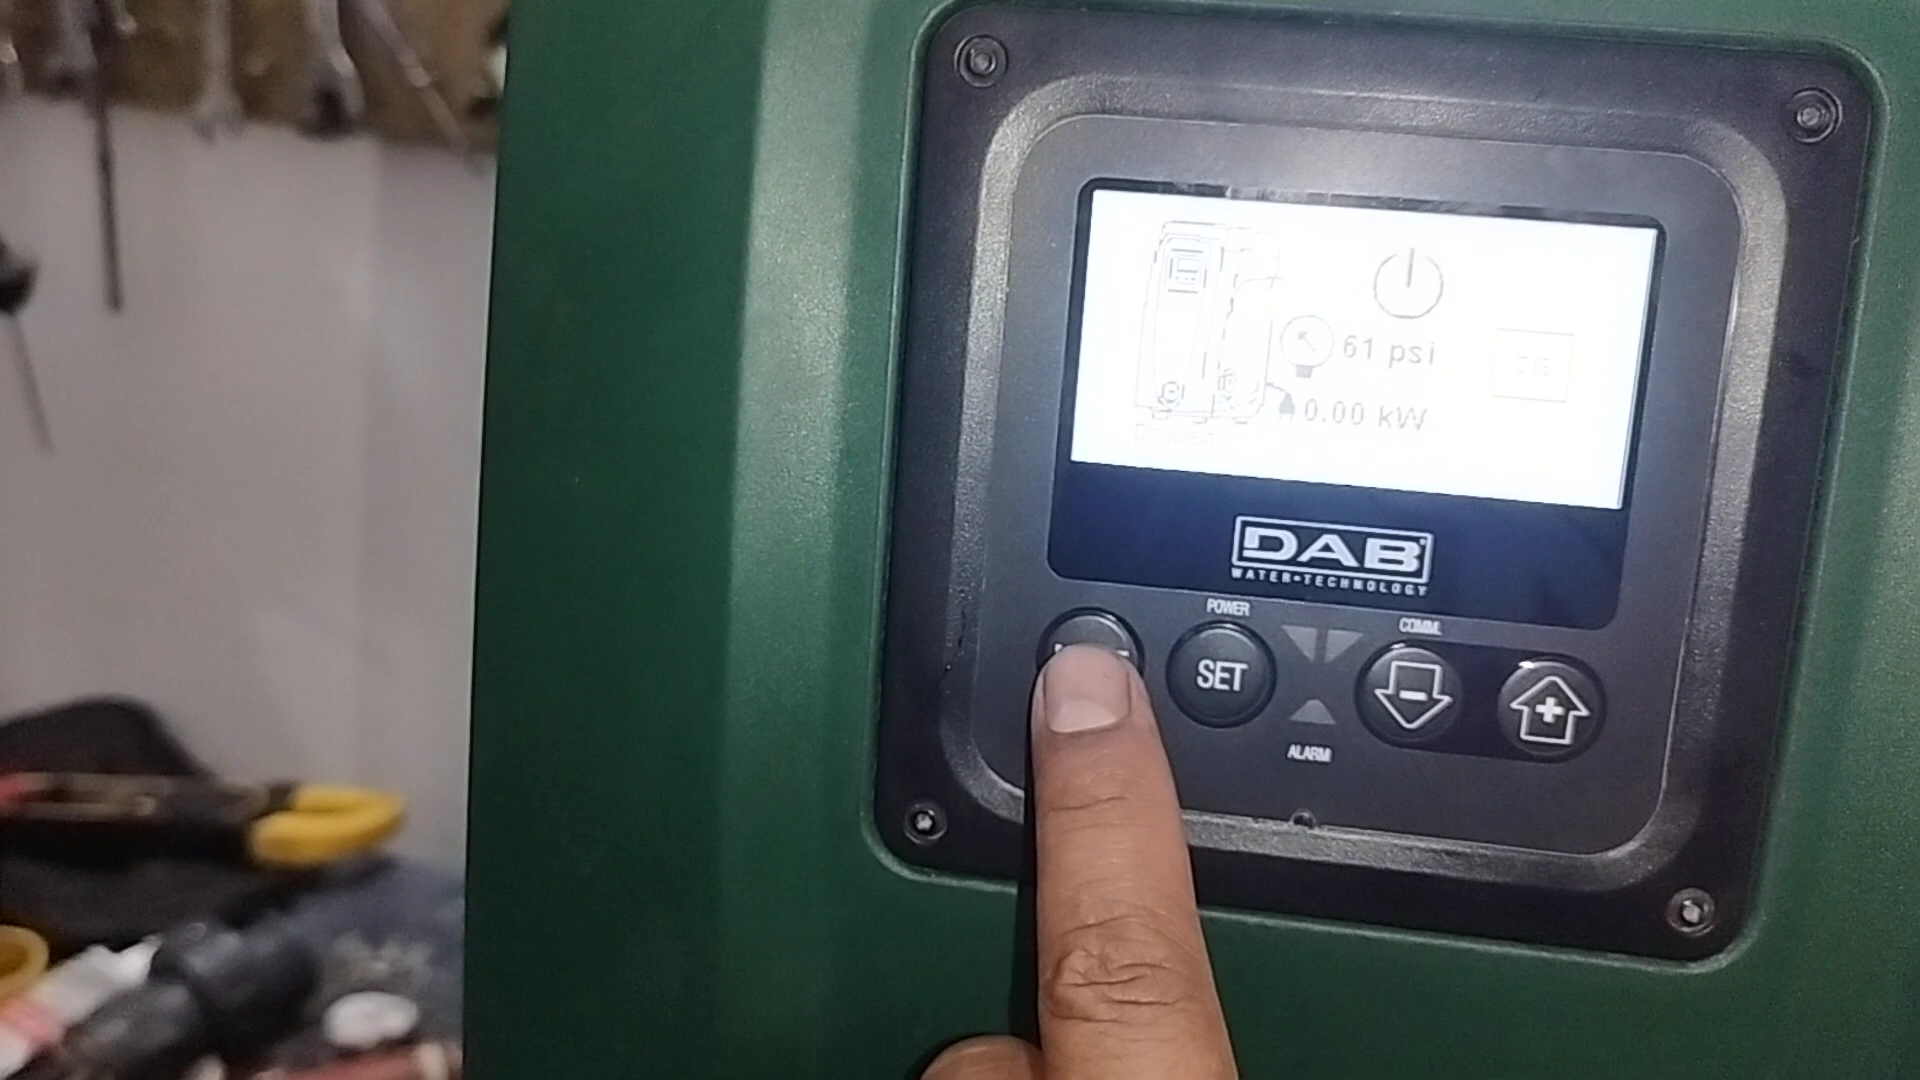 61 psi
0.00 kW
DAB
WATER•TECHNOLOGY
POWER
COMM.
SET
-
+
ALARM